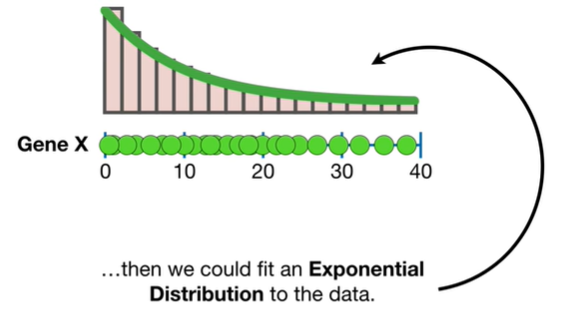 Gene X
0 10 20 30 40
...then we could fit an Exponential
Distribution to the data.